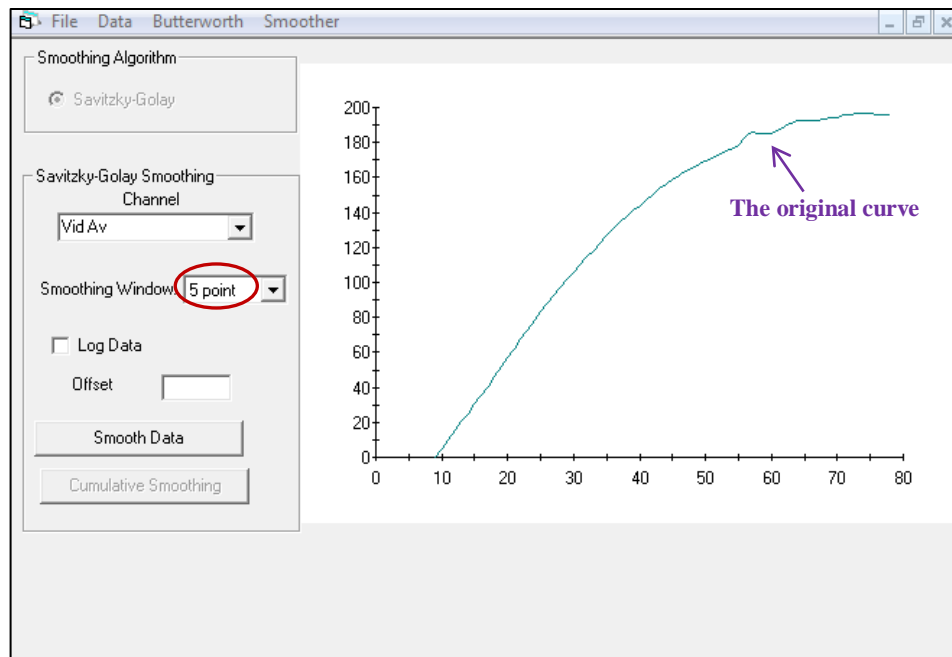 File Data Butterworth Smoother
Smoothing Algorithm
Savitzky-Golay
Savitzky-Golay Smoothing
Channel
Vid Av
Smoothing Window: 5 point
Log Data
Offset
Smooth Data
Cumulative Smoothing
200
180
160
140
120
100
80
60
40
20
0
0 10 20 30 40 50 60 70 80
The original curve